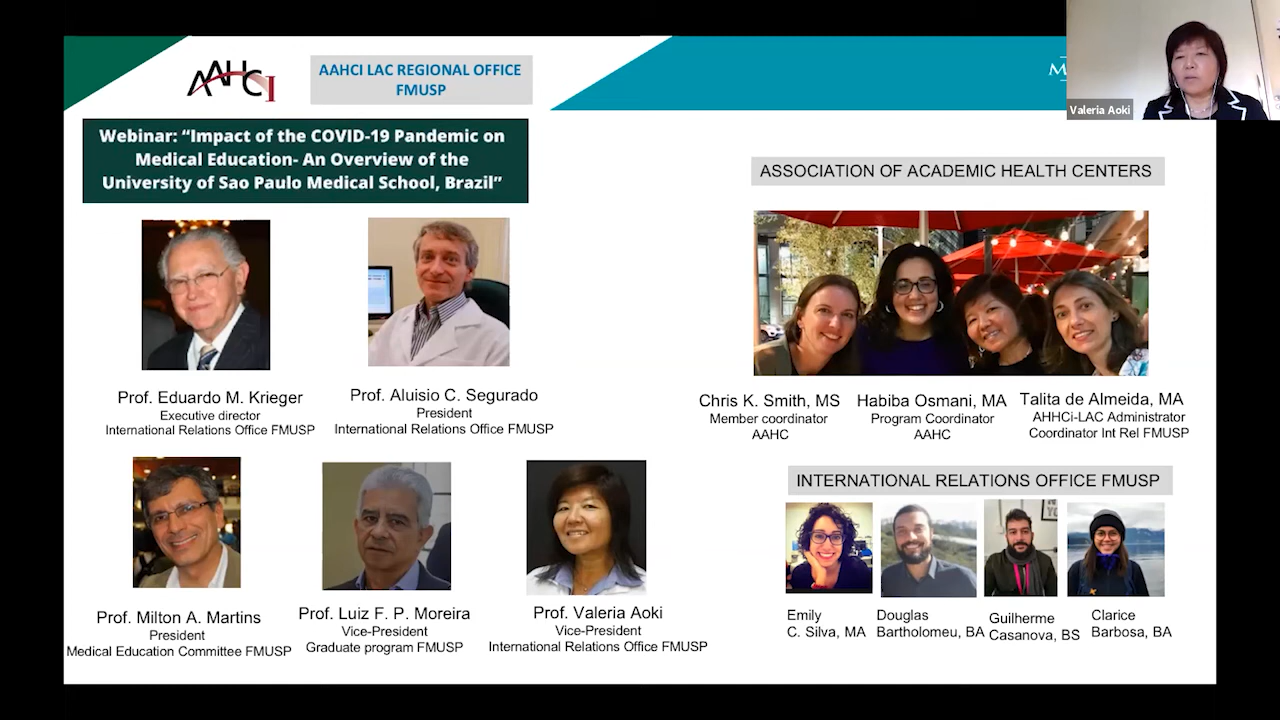 AAHCI
AAHCI LAC REGIONAL OFFICE
FMUSP
Valeria Aoki
Webinar: “Impact of the COVID-19 Pandemic on
Medical Education- An Overview of the
University of Sao Paulo Medical School, Brazil”
Prof. Eduardo M. Krieger
Executive director
International Relations Office FMUSP
Prof. Aluisio C. Segurado
President
International Relations Office FMUSP
Prof. Milton A. Martins
President
Medical Education Committee FMUSP
Prof. Luiz F. P. Moreira
Vice-President
Graduate program FMUSP
Prof. Valeria Aoki
Vice-President
International Relations Office FMUSP
ASSOCIATION OF ACADEMIC HEALTH CENTERS
Chris K. Smith, MS
Member coordinator
AAHC
Habiba Osmani, MA
Program Coordinator
AAHC
Talita de Almeida, MA
AHHCi-LAC Administrator
Coordinator Int Rel FMUSP
INTERNATIONAL RELATIONS OFFICE FMUSP
Emily
C. Silva, MA
Douglas
Bartholomeu, BA
Guilherme
Casanova, BS
Clarice
Barbosa, BA